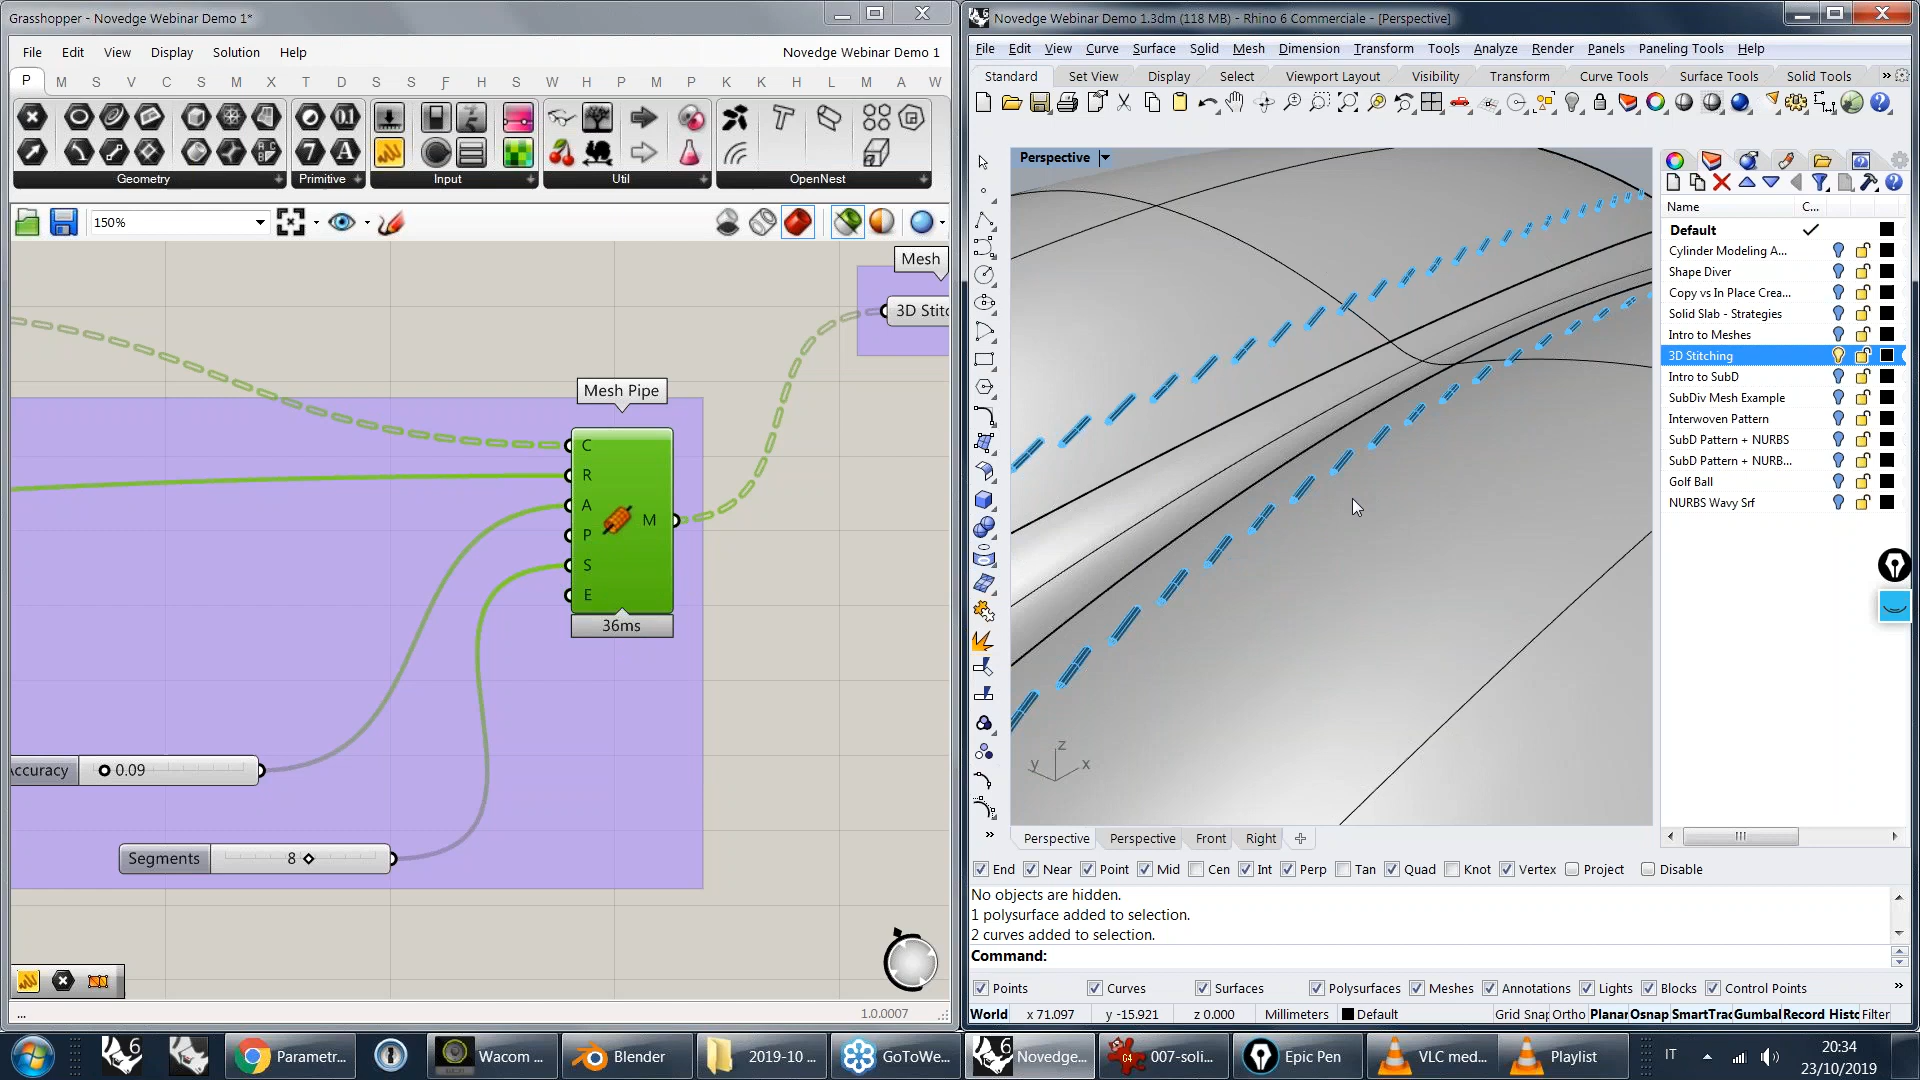 Grasshopper - Novedge Webinar Demo 1*
File Edit View Display Solution Help
Novedge Webinar Demo 1
P M S V C S M X T D S S F H S W H P M P K K H L M A W
Geometry
Primitive
Input
Util
OpenNest
150%
Mesh
3D Stitc
Mesh Pipe
C
R
A
P
S
E
M
36ms
Accuracy 0.09
Segments 8
...
1.0.0007
Novedge Webinar Demo 1.3dm (118 MB) - Rhino 6 Commerciale - [Perspective]
File Edit View Curve Surface Solid Mesh Dimension Transform Tools Analyze Render Panels Paneling Tools Help
Standard Set View Display Select Viewport Layout Visibility Transform Curve Tools Surface Tools Solid Tools »
Perspective
z
y x
Name C...
Default
Cylinder Modeling A...
Shape Diver
Copy vs In Place Crea...
Solid Slab - Strategies
Intro to Meshes
3D Stitching
Intro to SubD
SubDiv Mesh Example
Interwoven Pattern
SubD Pattern + NURBS
SubD Pattern + NURB...
Golf Ball
NURBS Wavy Srf
Perspective Perspective Front Right
End Near Point Mid Cen Int Perp Tan Quad Knot Vertex Project Disable
No objects are hidden.
1 polysurface added to selection.
2 curves added to selection.
Command:
Points Curves Surfaces Polysurfaces Meshes Annotations Lights Blocks Control Points »
World x 71.097 y -15.921 z 0.000 Millimeters Default Grid Snap Ortho Planar Osnap SmartTrac Gumbal Record Histo Filter
6 Parametr... Wacom ... Blender 2019-10 ... GoToWe... Novedge... 007-soli... Epic Pen VLC med... Playlist IT
20:34
23/10/2019